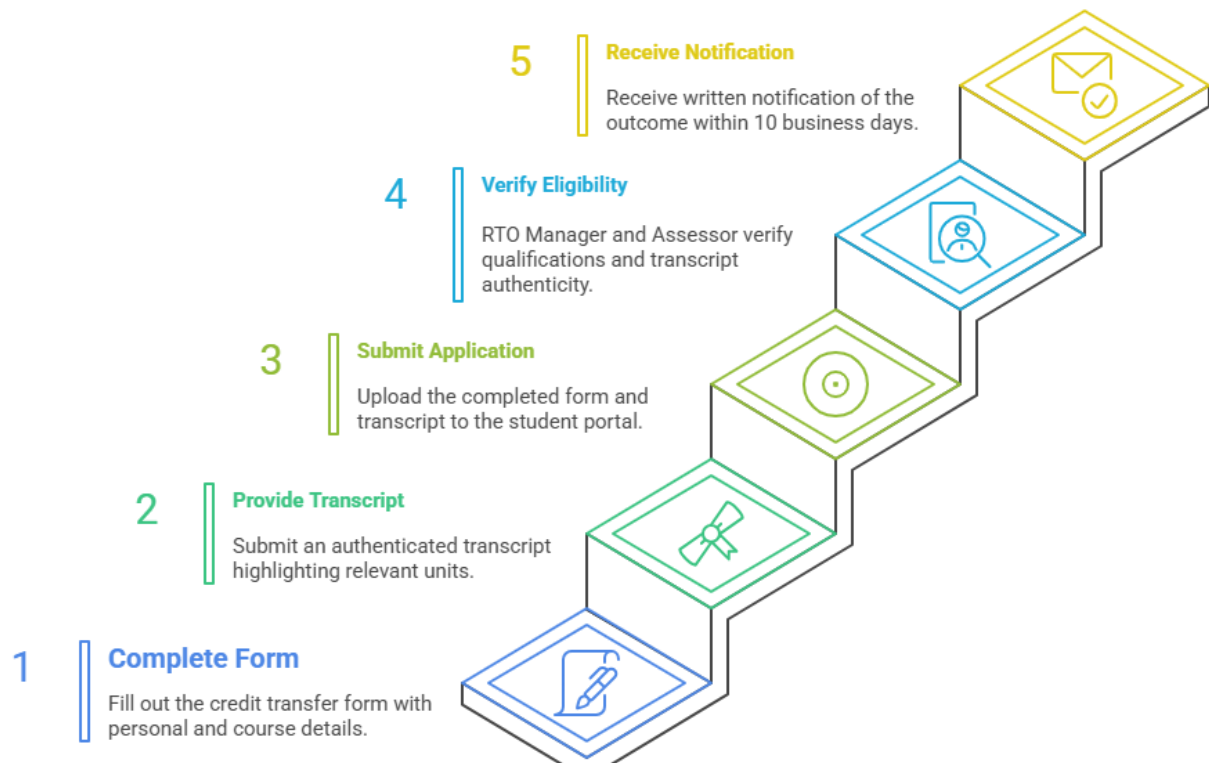 5
Receive Notification
Receive written notification of the
outcome within 10 business days.
4
Verify Eligibility
RTO Manager and Assessor verify
qualifications and transcript
authenticity.
3
Submit Application
Upload the completed form and
transcript to the student portal.
2
Provide Transcript
Submit an authenticated transcript
highlighting relevant units.
1
Complete Form
Fill out the credit transfer form with
personal and course details.